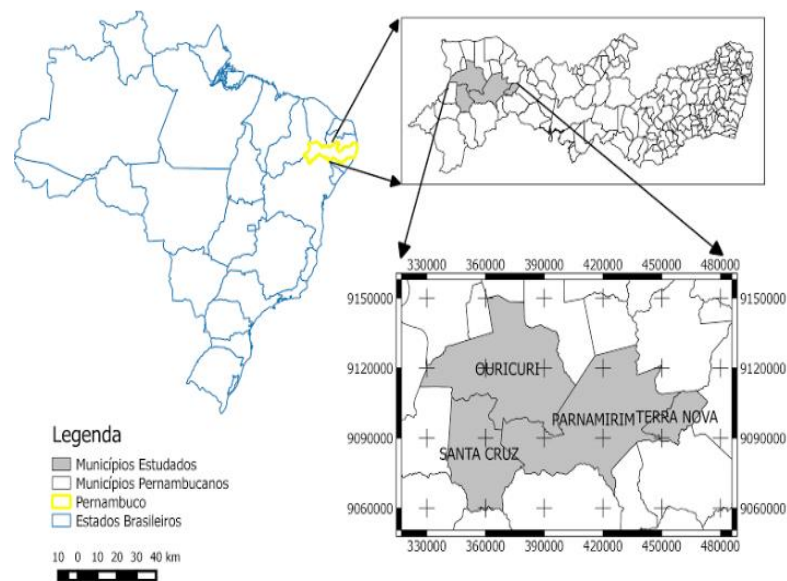 330000 360000 390000 420000 450000 480000
9150000 9150000
9120000 9120000
OURICURI
PARNAMIRIM TERRA NOVA
9090000 9090000
SANTA CRUZ
9060000 9060000
330000 360000 390000 420000 450000 480000
Legenda
Municípios Estudados
Municípios Pernambucanos
Pernambuco
Estados Brasileiros
10 0 10 20 30 40 km